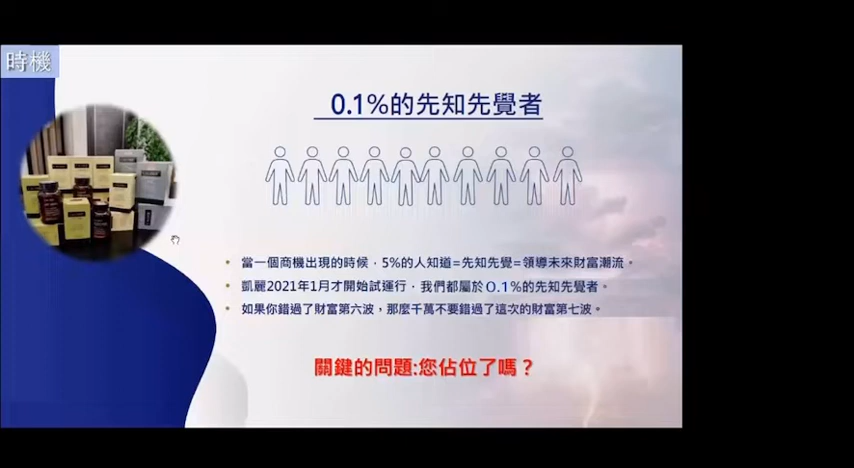 時機
0.1%的先知先覺者
當一個商機出現的時候，5%的人知道=先知先覺=領導未來財富潮流。
凱麗2021年1月才開始試運行，我們都屬於0.1%的先知先覺者。
如果你錯過了財富第六波，那麼千萬不要錯過了這次的財富第七波。
關鍵的問題:您佔位了嗎？